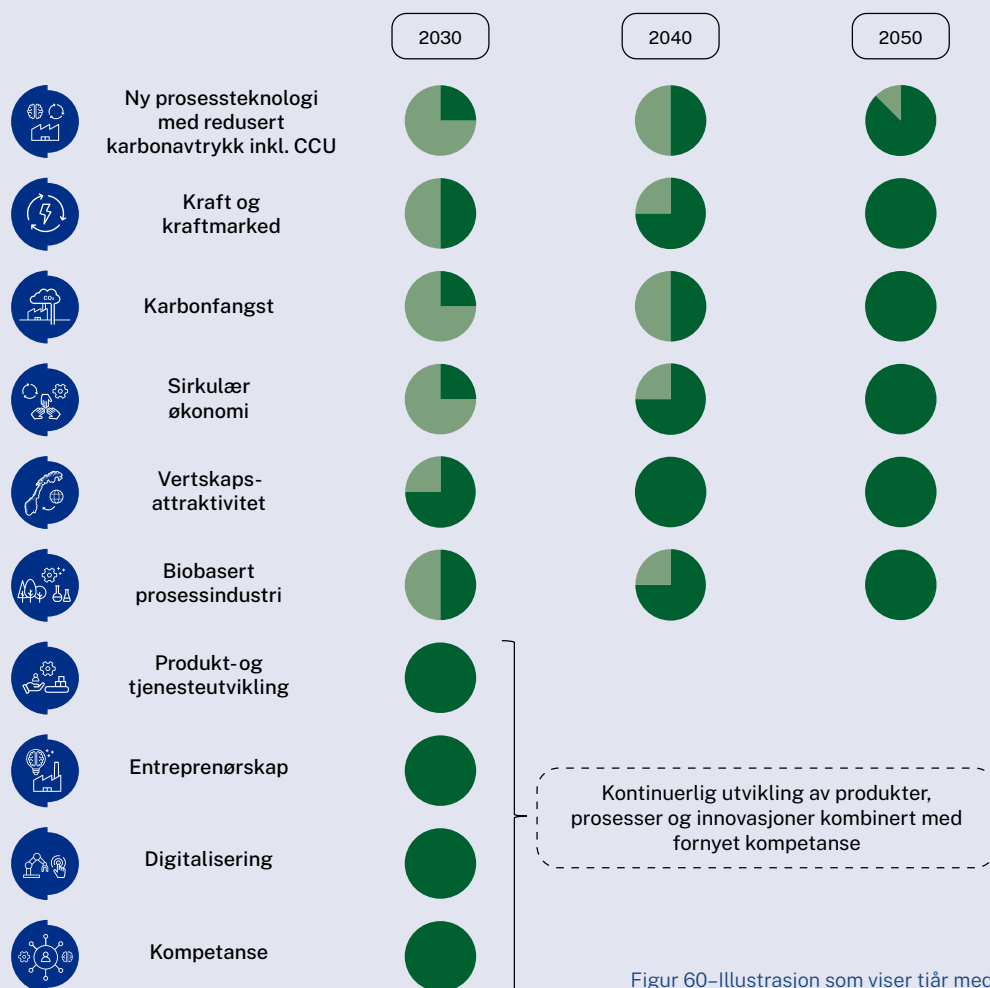 2030
2040
2050
Ny prosessteknologi
med redusert
karbonavtrykk inkl. CCU
Kraft og
kraftmarked
CO₂
Karbonfangst
Sirkulær
økonomi
Vertskaps-
attraktivitet
Biobasert
prosessindustri
Produkt- og
tjenesteutvikling
Entreprenørskap
Kontinuerlig utvikling av produkter,
prosesser og innovasjoner kombinert med
fornyet kompetanse
Digitalisering
Kompetanse
Figur 60–Illustrasjon som viser tiår med